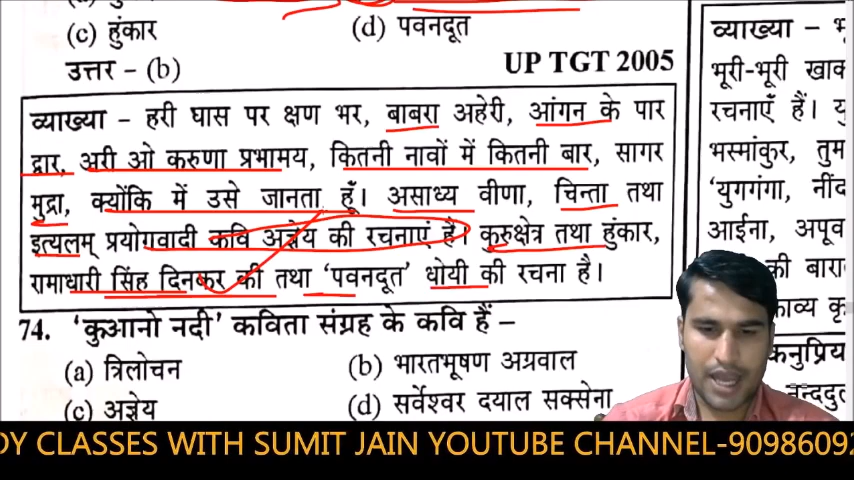 (c) हुंकार
(d) पवनदूत
उत्तर – (b)
UP TGT 2005
व्याख्या – हरी घास पर क्षण भर, बाबरा अहेरी, आंगन के पार
द्वार, अरी ओ करुणा प्रभामय, कितनी नावों में कितनी बार, सागर
मुद्रा, क्योंकि में उसे जानता हूँ। असाध्य वीणा, चिन्ता तथा
इत्यलम् प्रयोगवादी कवि अज्ञेय की रचनाएं है। कुरुक्षेत्र तथा हुंकार,
रामाधारी सिंह दिनकर की तथा 'पवनदूत' धोयी की रचना है।
74. 'कुआनो नदी' कविता संग्रह के कवि हैं –
(a) त्रिलोचन
(b) भारतभूषण अग्रवाल
(c) अज्ञेय
(d) सर्वेश्वर दयाल सक्सेना
व्याख्या –
भूरी-भूरी खाक
रचनाएँ हैं।
भस्मांकुर, तुम
'युगगंगा, नींद
आईना, अपूर्व
की बारा
काव्य कृ
कनुप्रिय
DY CLASSES WITH SUMIT JAIN YOUTUBE CHANNEL-90986092